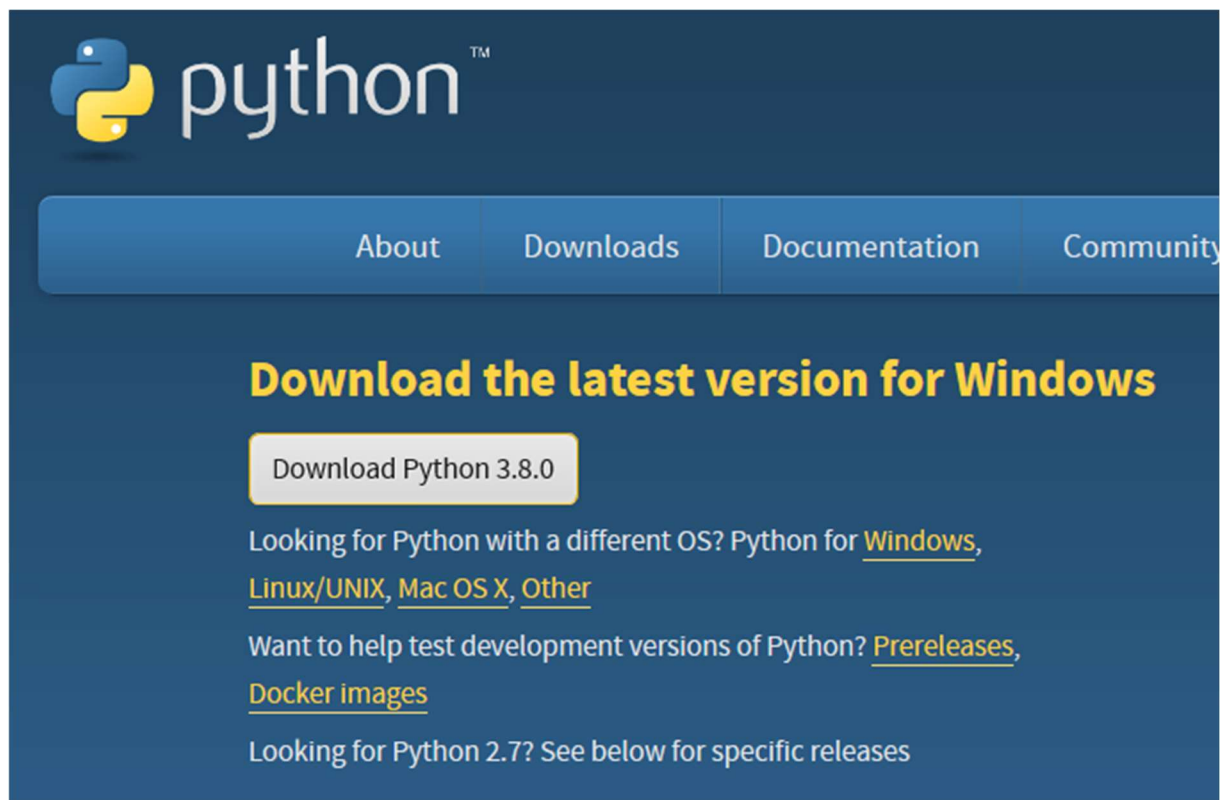 python™
About Downloads Documentation Community
Download the latest version for Windows
Download Python 3.8.0
Looking for Python with a different OS? Python for Windows,
Linux/UNIX, Mac OS X, Other
Want to help test development versions of Python? Prereleases,
Docker images
Looking for Python 2.7? See below for specific releases